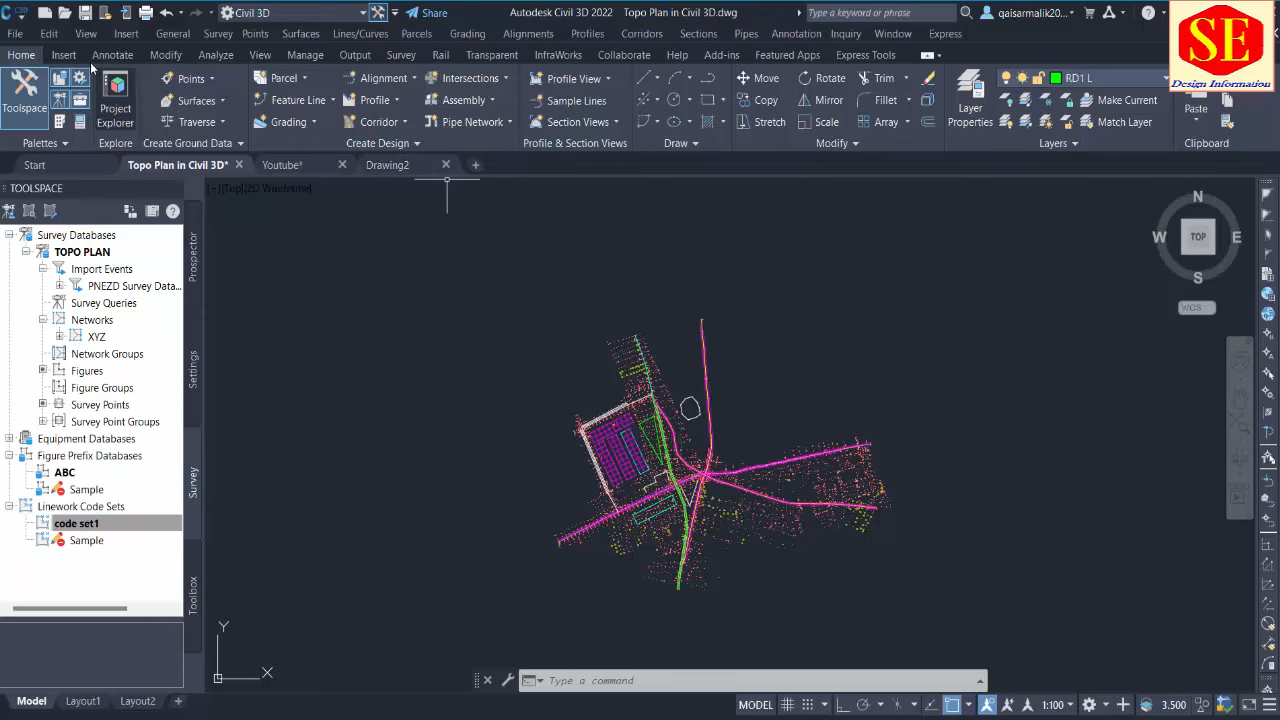 Civil 3D
Share
Autodesk Civil 3D 2022 Topo Plan in Civil 3D.dwg
Type a keyword or phrase
qaisarmalik20...
SE
Design Information
File Edit View Insert General Survey Points Surfaces Lines/Curves Parcels Grading Alignments Profiles Corridors Sections Pipes Annotation Inquiry Window Express
Home Insert Annotate Modify Analyze View Manage Output Survey Rail Transparent InfraWorks Collaborate Help Add-ins Featured Apps Express Tools
Toolspace
Project Explorer
Points
Surfaces
Traverse
Parcel
Feature Line
Grading
Alignment
Profile
Corridor
Intersections
Assembly
Pipe Network
Profile View
Sample Lines
Section Views
Move Rotate Trim
Copy Mirror Fillet
Stretch Scale Array
Layer Properties
RD1 L
Make Current
Match Layer
Paste
Palettes Explore Create Ground Data Create Design Profile & Section Views Draw Modify Layers Clipboard
Start Topo Plan in Civil 3D* Youtube* Drawing2
TOOLSPACE
[-][Top][2D Wireframe]
Survey Databases
TOPO PLAN
Import Events
PNEZD Survey Data...
Survey Queries
Networks
XYZ
Network Groups
Figures
Figure Groups
Survey Points
Survey Point Groups
Equipment Databases
Figure Prefix Databases
ABC
Sample
Linework Code Sets
code set1
Sample
Prospector
Settings
Survey
Toolbox
N
W TOP E
S
WCS
Y
X
Type a command
Model Layout1 Layout2
MODEL 1:100 3.500